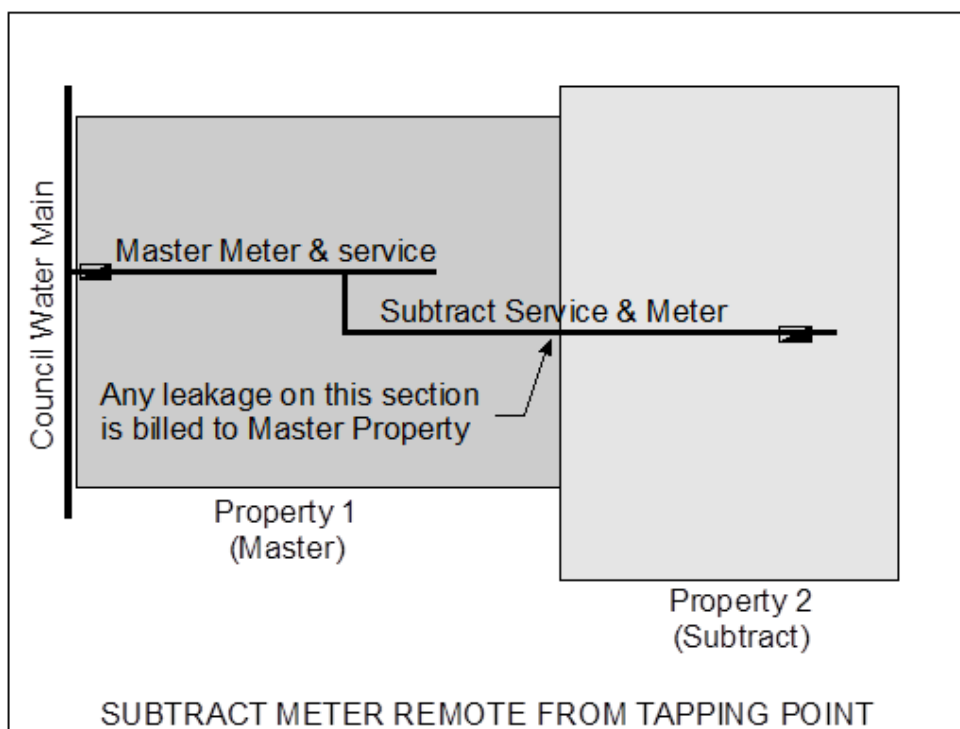 Council Water Main
Master Meter & service
Subtract Service & Meter
Any leakage on this section
is billed to Master Property
Property 1
(Master)
Property 2
(Subtract)
SUBTRACT METER REMOTE FROM TAPPING POINT